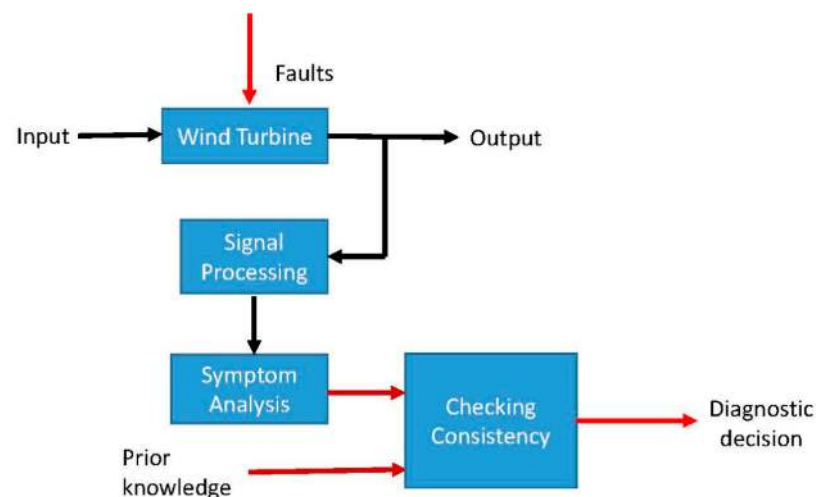 Faults
Input
Wind Turbine
Output
Signal
Processing
Symptom
Analysis
Checking
Consistency
Diagnostic
decision
Prior
knowledge